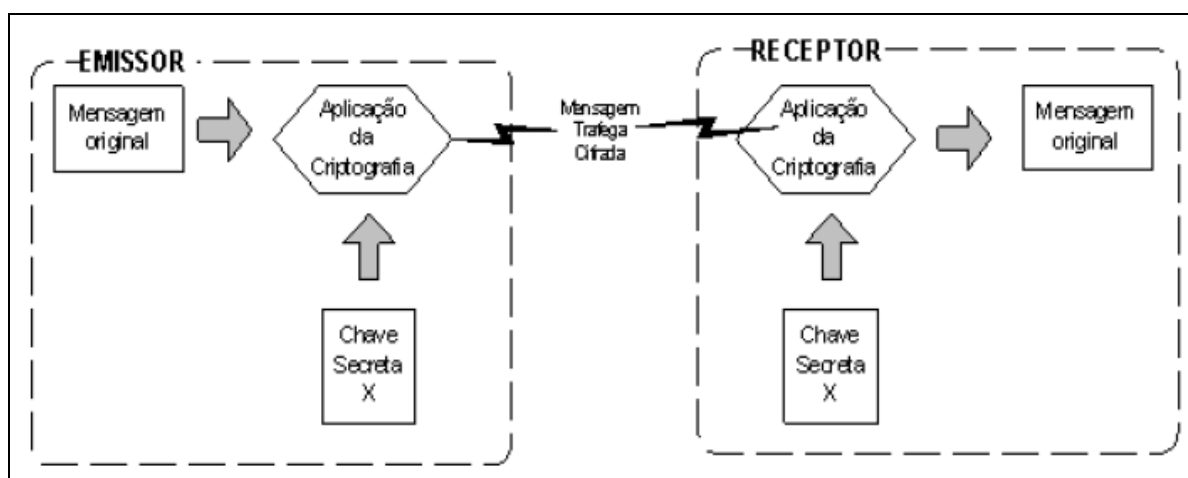 EMISSOR
Mensagem
original
Aplicação
da
Criptografia
Chave
Secreta
X
Mensagem
Trafega
Cifrada
RECEPTOR
Aplicação
da
Criptografia
Chave
Secreta
X
Mensagem
original